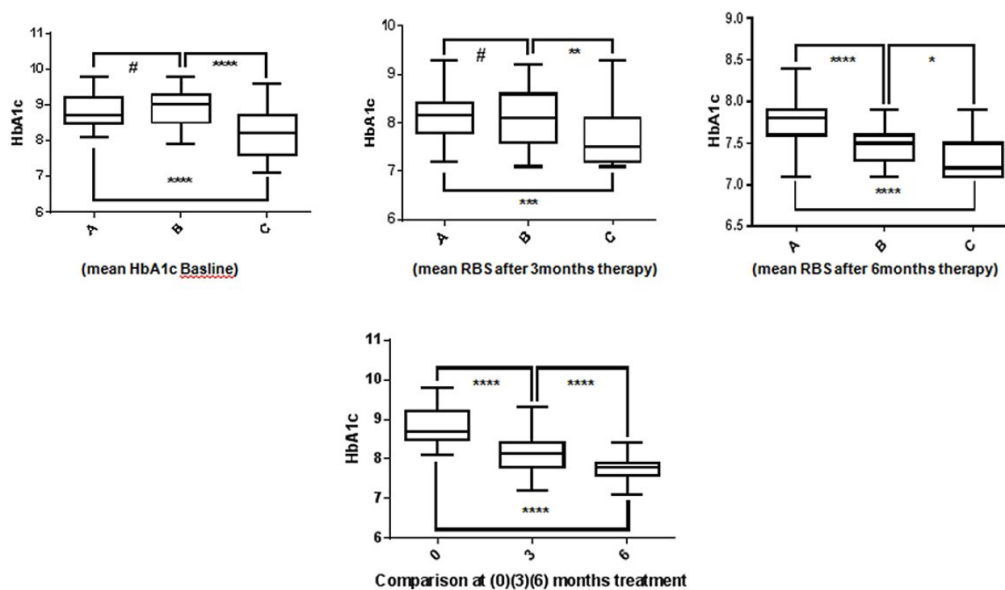 11
10
9
8
7
6
HbA1c
#
****
****
A
B
C
(mean HbA1c Basline)
10
9
8
7
6
HbA1c
#
**
***
A
B
C
(mean RBS after 3months therapy)
9.0
8.5
8.0
7.5
7.0
6.5
HbA1c
****
*
****
A
B
C
(mean RBS after 6months therapy)
11
10
9
8
7
6
HbA1c
****
****
****
0
3
6
Comparison at (0)(3)(6) months treatment